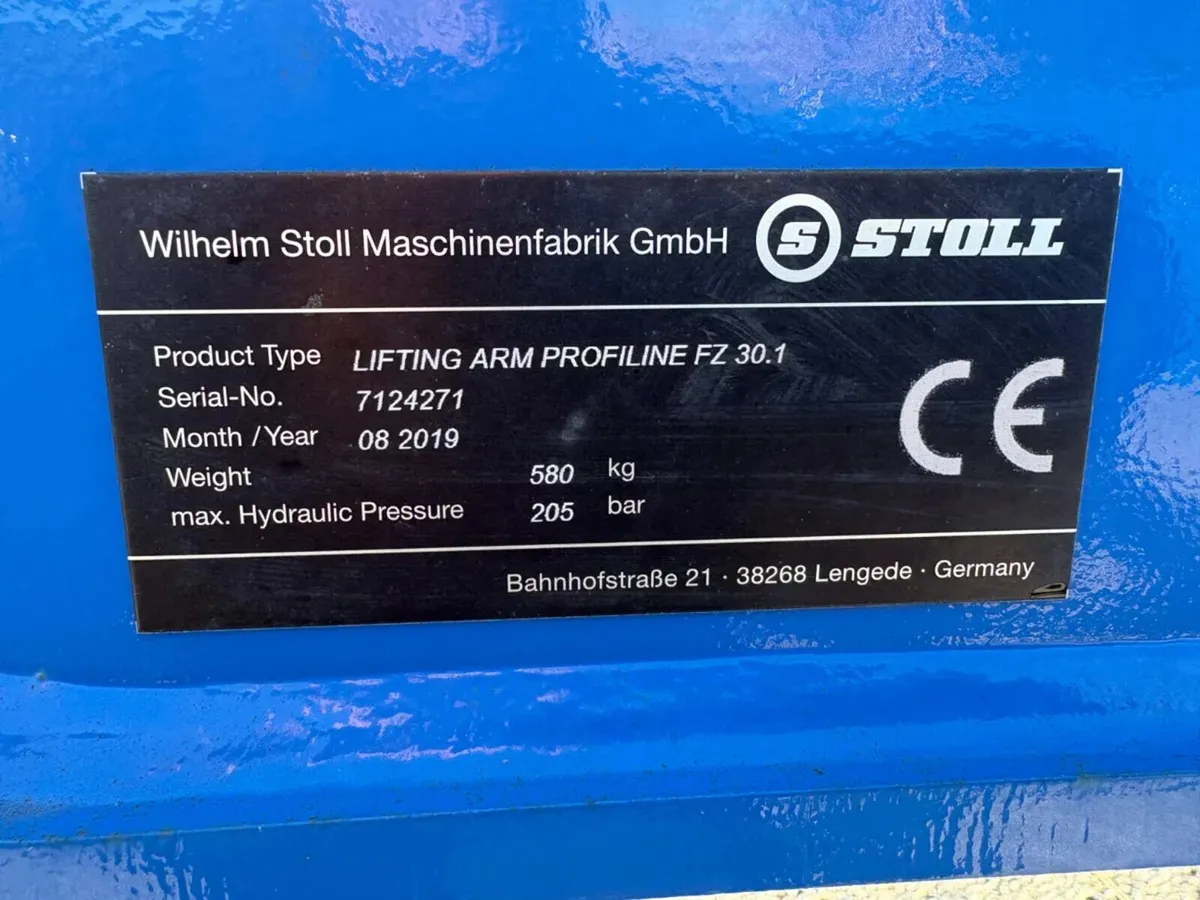 Wilhelm Stoll Maschinenfabrik GmbH S STOLL
Product Type LIFTING ARM PROFILINE FZ 30.1
Serial-No. 7124271
Month / Year 08 2019
Weight 580 kg
max. Hydraulic Pressure 205 bar
CE
Bahnhofstraße 21 · 38268 Lengede · Germany